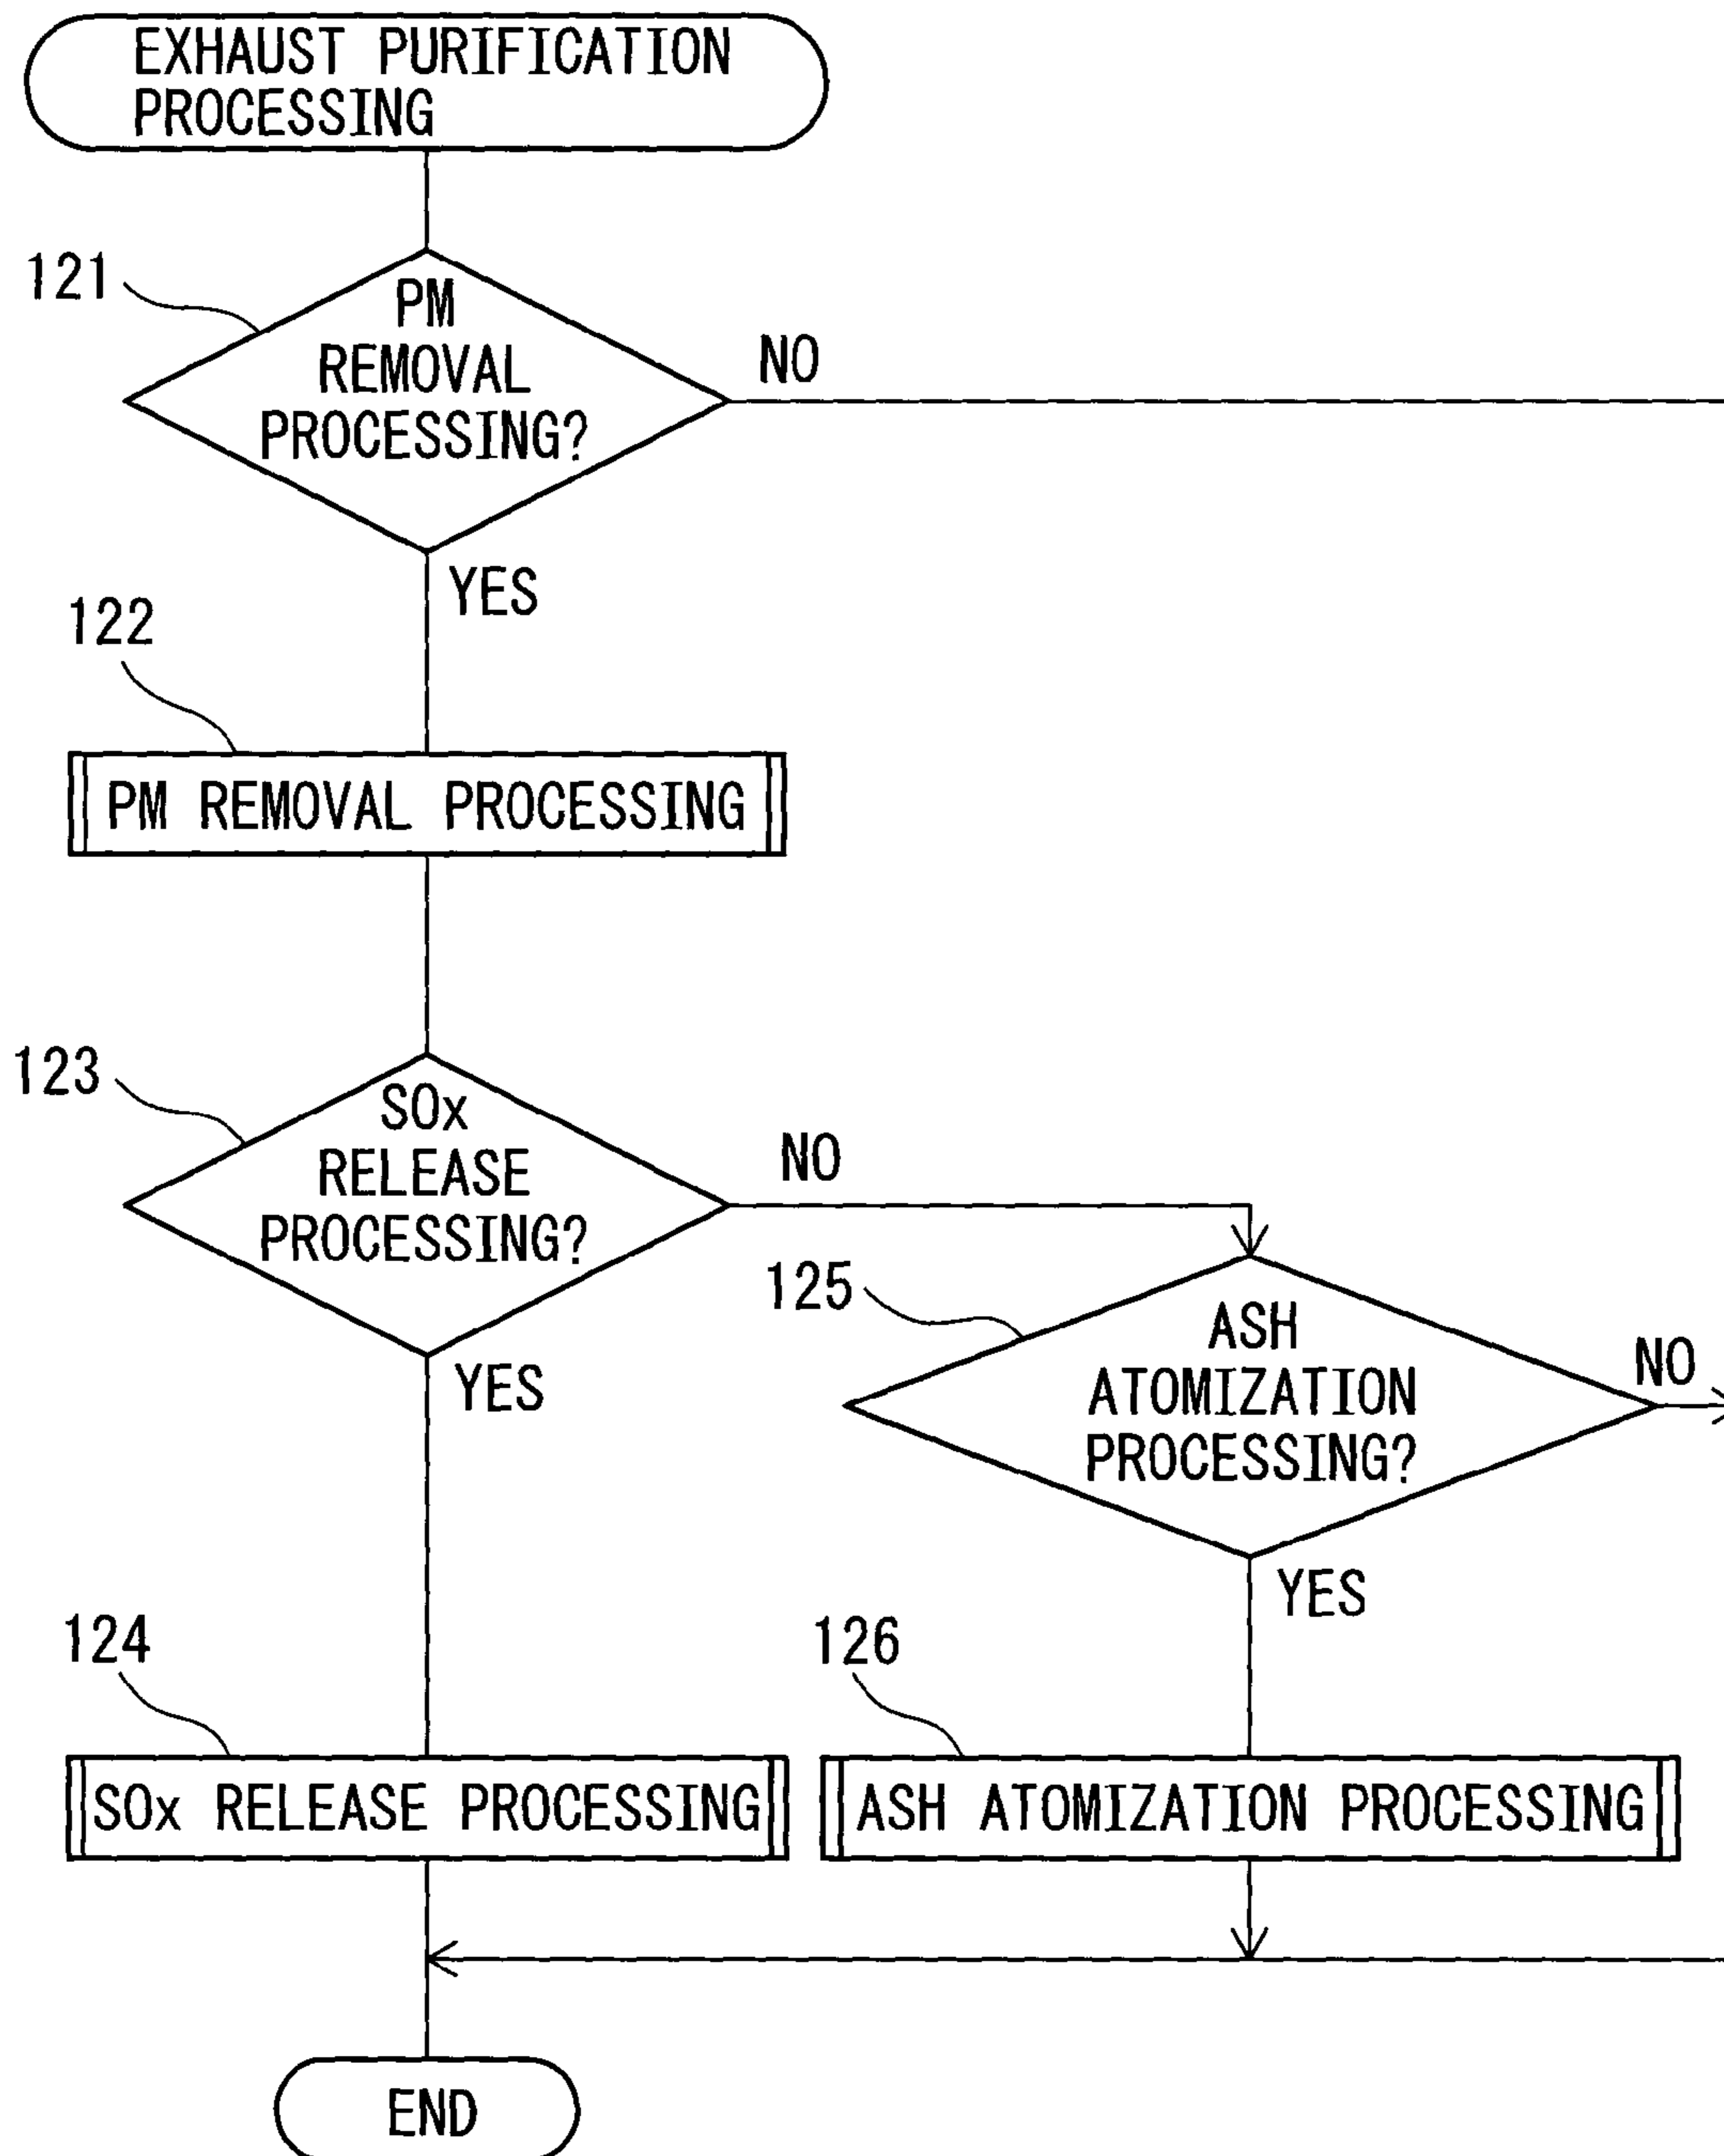 EXHAUST PURIFICATION
PROCESSING
121
PM
REMOVAL
PROCESSING?
NO
YES
122
PM REMOVAL PROCESSING
123
SOx
RELEASE
PROCESSING?
NO
YES
125
ASH
ATOMIZATION
PROCESSING?
NO
YES
124
SOx RELEASE PROCESSING
126
ASH ATOMIZATION PROCESSING
END